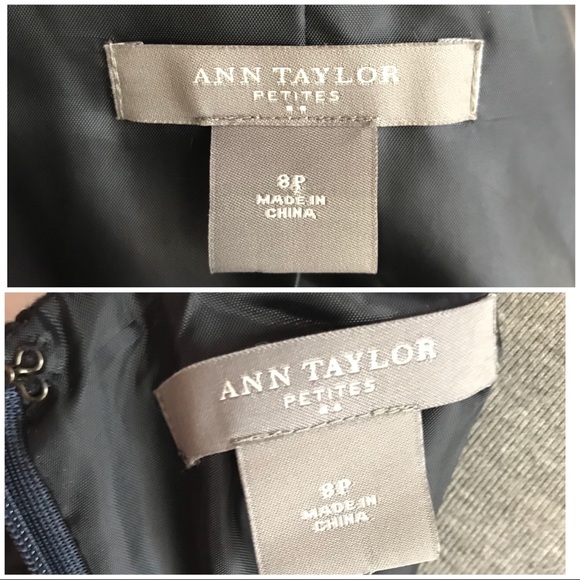 ANN TAYLOR
PETITES
8P
MADE IN
CHINA
ANN TAYLOR
PETITES
8P
MADE IN
CHINA